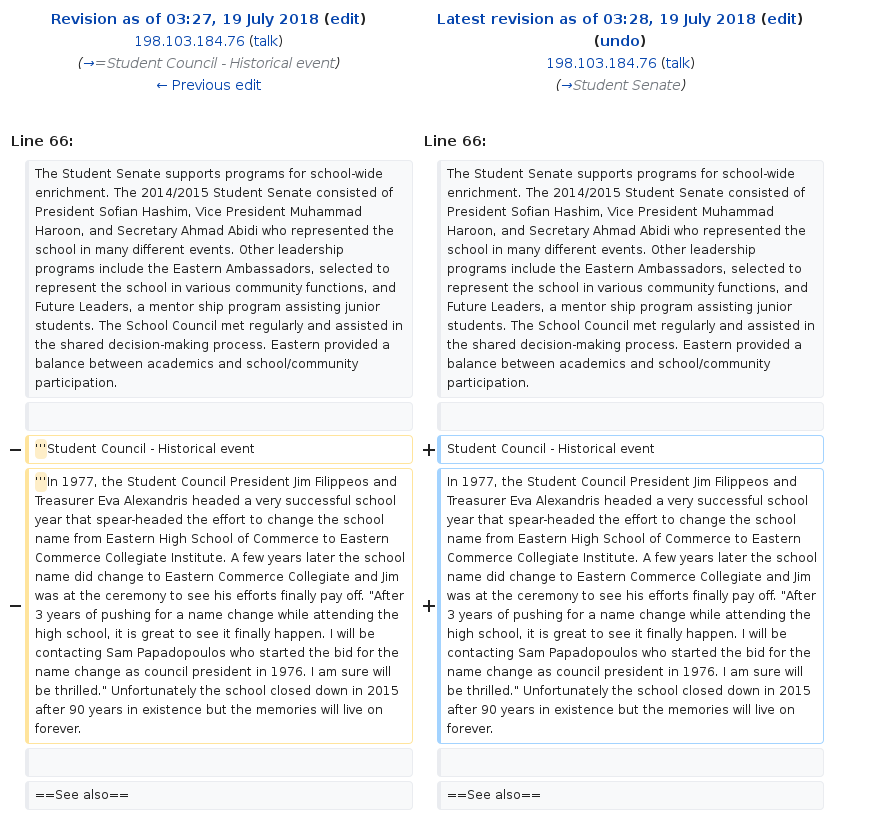 Revision as of 03:27, 19 July 2018 (edit)
198.103.184.76 (talk)
(→=Student Council - Historical event)
← Previous edit
Latest revision as of 03:28, 19 July 2018 (edit)
(undo)
198.103.184.76 (talk)
(→Student Senate)
Line 66:
The Student Senate supports programs for school-wide
enrichment. The 2014/2015 Student Senate consisted of
President Sofian Hashim, Vice President Muhammad
Haroon, and Secretary Ahmad Abidi who represented the
school in many different events. Other leadership
programs include the Eastern Ambassadors, selected to
represent the school in various community functions, and
Future Leaders, a mentor ship program assisting junior
students. The School Council met regularly and assisted in
the shared decision-making process. Eastern provided a
balance between academics and school/community
participation.
− '''Student Council - Historical event
− '''In 1977, the Student Council President Jim Filippeos and
Treasurer Eva Alexandris headed a very successful school
year that spear-headed the effort to change the school
name from Eastern High School of Commerce to Eastern
Commerce Collegiate Institute. A few years later the school
name did change to Eastern Commerce Collegiate and Jim
was at the ceremony to see his efforts finally pay off. "After
3 years of pushing for a name change while attending the
high school, it is great to see it finally happen. I will be
contacting Sam Papadopoulos who started the bid for the
name change as council president in 1976. I am sure will
be thrilled." Unfortunately the school closed down in 2015
after 90 years in existence but the memories will live on
forever.
==See also==
Line 66:
The Student Senate supports programs for school-wide
enrichment. The 2014/2015 Student Senate consisted of
President Sofian Hashim, Vice President Muhammad
Haroon, and Secretary Ahmad Abidi who represented the
school in many different events. Other leadership
programs include the Eastern Ambassadors, selected to
represent the school in various community functions, and
Future Leaders, a mentor ship program assisting junior
students. The School Council met regularly and assisted in
the shared decision-making process. Eastern provided a
balance between academics and school/community
participation.
+ Student Council - Historical event
+ In 1977, the Student Council President Jim Filippeos and
Treasurer Eva Alexandris headed a very successful school
year that spear-headed the effort to change the school
name from Eastern High School of Commerce to Eastern
Commerce Collegiate Institute. A few years later the school
name did change to Eastern Commerce Collegiate and Jim
was at the ceremony to see his efforts finally pay off. "After
3 years of pushing for a name change while attending the
high school, it is great to see it finally happen. I will be
contacting Sam Papadopoulos who started the bid for the
name change as council president in 1976. I am sure will
be thrilled." Unfortunately the school closed down in 2015
after 90 years in existence but the memories will live on
forever.
==See also==